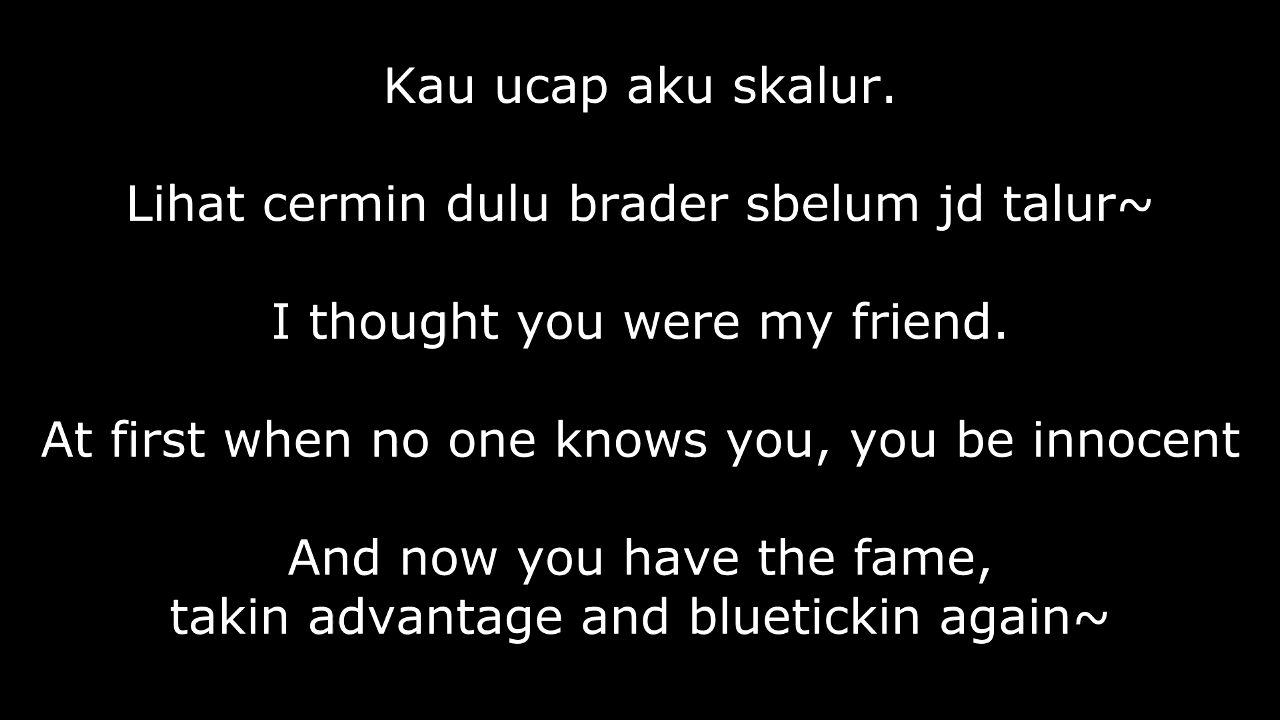 Kau ucap aku skalur.
Lihat cermin dulu brader sbelum jd talur~
I thought you were my friend.
At first when no one knows you, you be innocent
And now you have the fame,
takin advantage and bluetickin again~